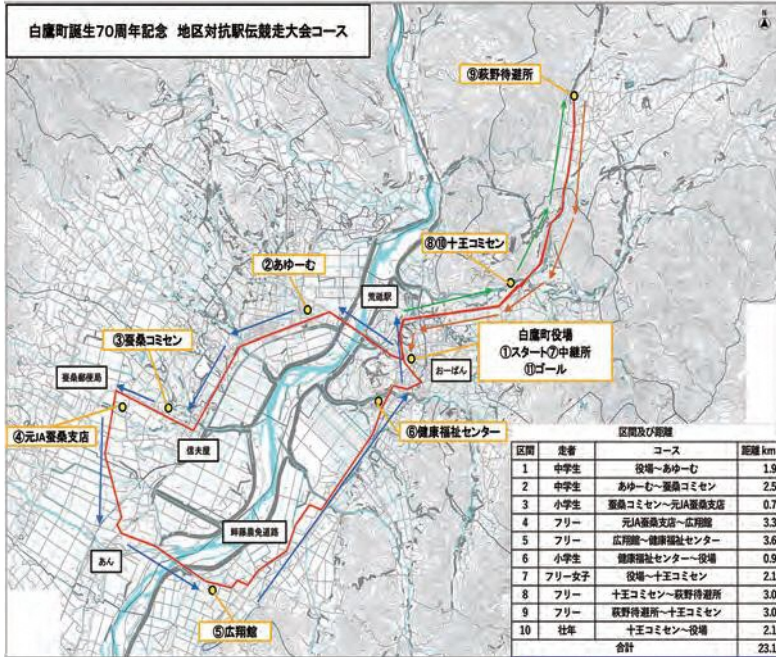 白鷹町誕生70周年記念 地区対抗駅伝競走大会コース
N
⑨萩野待避所
⑧⑩十王コミセン
②あゆーむ
荒砥駅
③蚕桑コミセン
白鷹町役場
①スタート⑦中継所
⑪ゴール
おーばん
蚕桑郵便局
④元JA蚕桑支店
⑥健康福祉センター
信夫屋
畔藤農免道路
あん
⑤広翔館
区間及び距離
区間 走者 コース 距離 km
1 中学生 役場~あゆーむ 1.9
2 中学生 あゆーむ~蚕桑コミセン 2.5
3 小学生 蚕桑コミセン~元JA蚕桑支店 0.7
4 フリー 元JA蚕桑支店~広翔館 3.3
5 フリー 広翔館~健康福祉センター 3.6
6 小学生 健康福祉センター~役場 0.9
7 フリー女子 役場~十王コミセン 2.1
8 フリー 十王コミセン~萩野待避所 3.0
9 フリー 萩野待避所~十王コミセン 3.0
10 壮年 十王コミセン~役場 2.1
合計 23.1